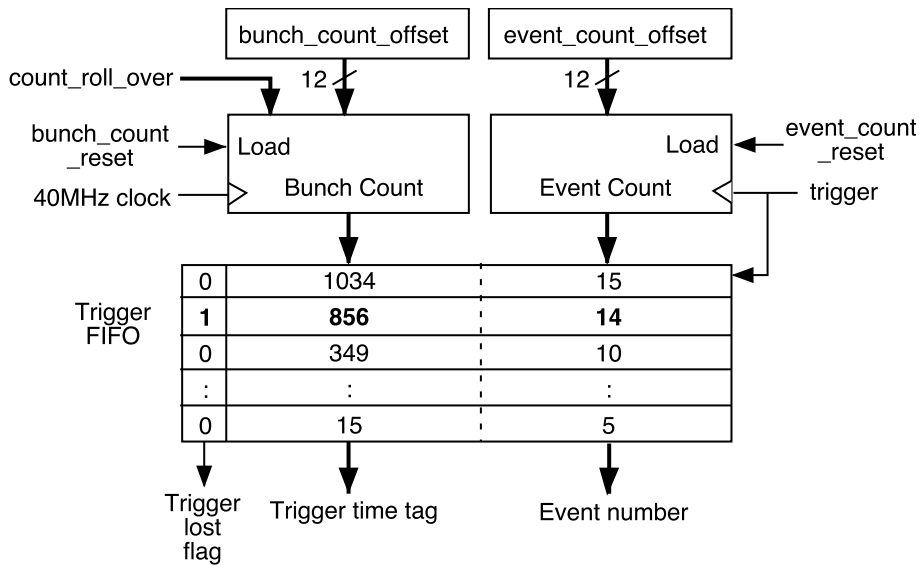 bunch_count_offset
event_count_offset
count_roll_over
12
12
bunch_count
_reset
Load
Load
event_count
_reset
40MHz clock
Bunch Count
Event Count
trigger
Trigger
FIFO
0 1034 15
1 856 14
0 349 10
: : :
0 15 5
Trigger
lost
flag
Trigger time tag
Event number